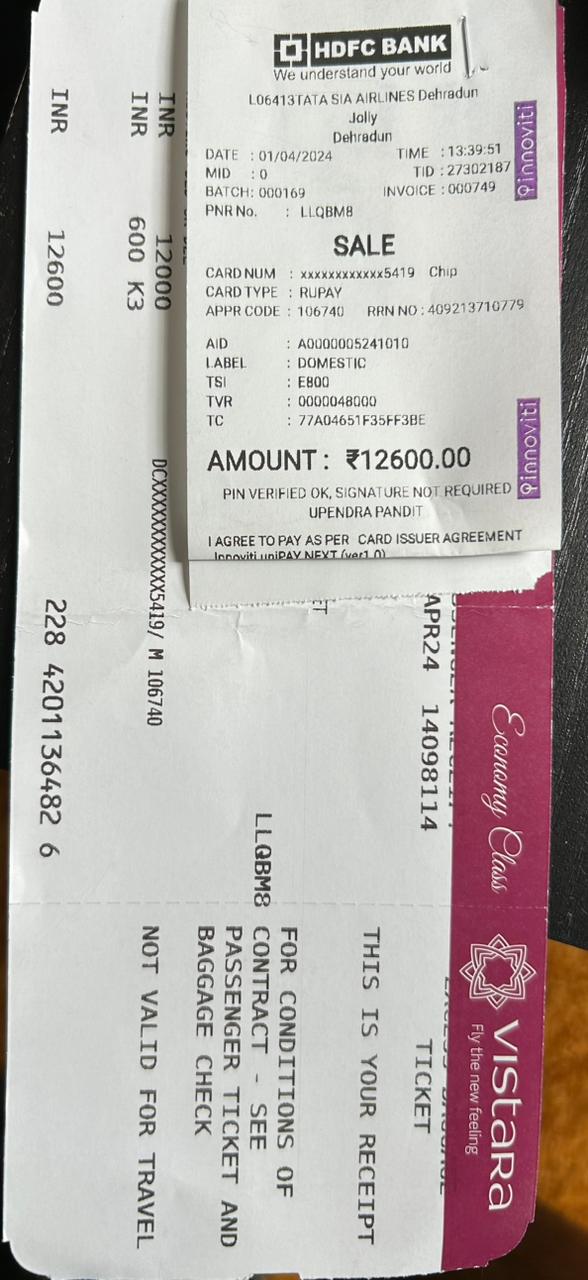 HDFC BANK
We understand your world
L06413TATA SIA AIRLINES Dehradun
Jolly
Dehradun
DATE : 01/04/2024 TIME : 13:39:51
MID : 0 TID : 27302187
BATCH: 000169 INVOICE : 000749
PNR No. : LLQBM8
SALE
CARD NUM : xxxxxxxxxxxx5419 Chip
CARD TYPE : RUPAY
APPR CODE : 106740 RRN NO : 409213710779
AID : A0000005241010
LABEL : DOMESTIC
TSI : E800
TVR : 0000048000
TC : 77A04651F35FF3BE
AMOUNT : ₹12600.00
PIN VERIFIED OK, SIGNATURE NOT REQUIRED
UPENDRA PANDIT
I AGREE TO PAY AS PER CARD ISSUER AGREEMENT
Innoviti uniPAY NEXT (ver1.0)
innoviti
innoviti
Economy Class
VISTARA
Fly the new feeling
TICKET
APR24 14098114
THIS IS YOUR RECEIPT
FOR CONDITIONS OF
LLQBM8 CONTRACT - SEE
PASSENGER TICKET AND
BAGGAGE CHECK
INR 12000
INR 600 K3
DCXXXXXXXXXXXX5419/ M 106740
NOT VALID FOR TRAVEL
INR 12600
228 4201136482 6